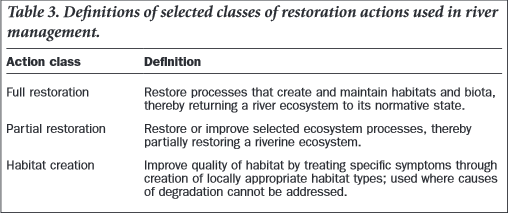 Table 3. Definitions of selected classes of restoration actions used in river
management.
Action class Definition
Full restoration Restore processes that create and maintain habitats and biota,
thereby returning a river ecosystem to its normative state.
Partial restoration Restore or improve selected ecosystem processes, thereby
partially restoring a riverine ecosystem.
Habitat creation Improve quality of habitat by treating specific symptoms through
creation of locally appropriate habitat types; used where causes
of degradation cannot be addressed.